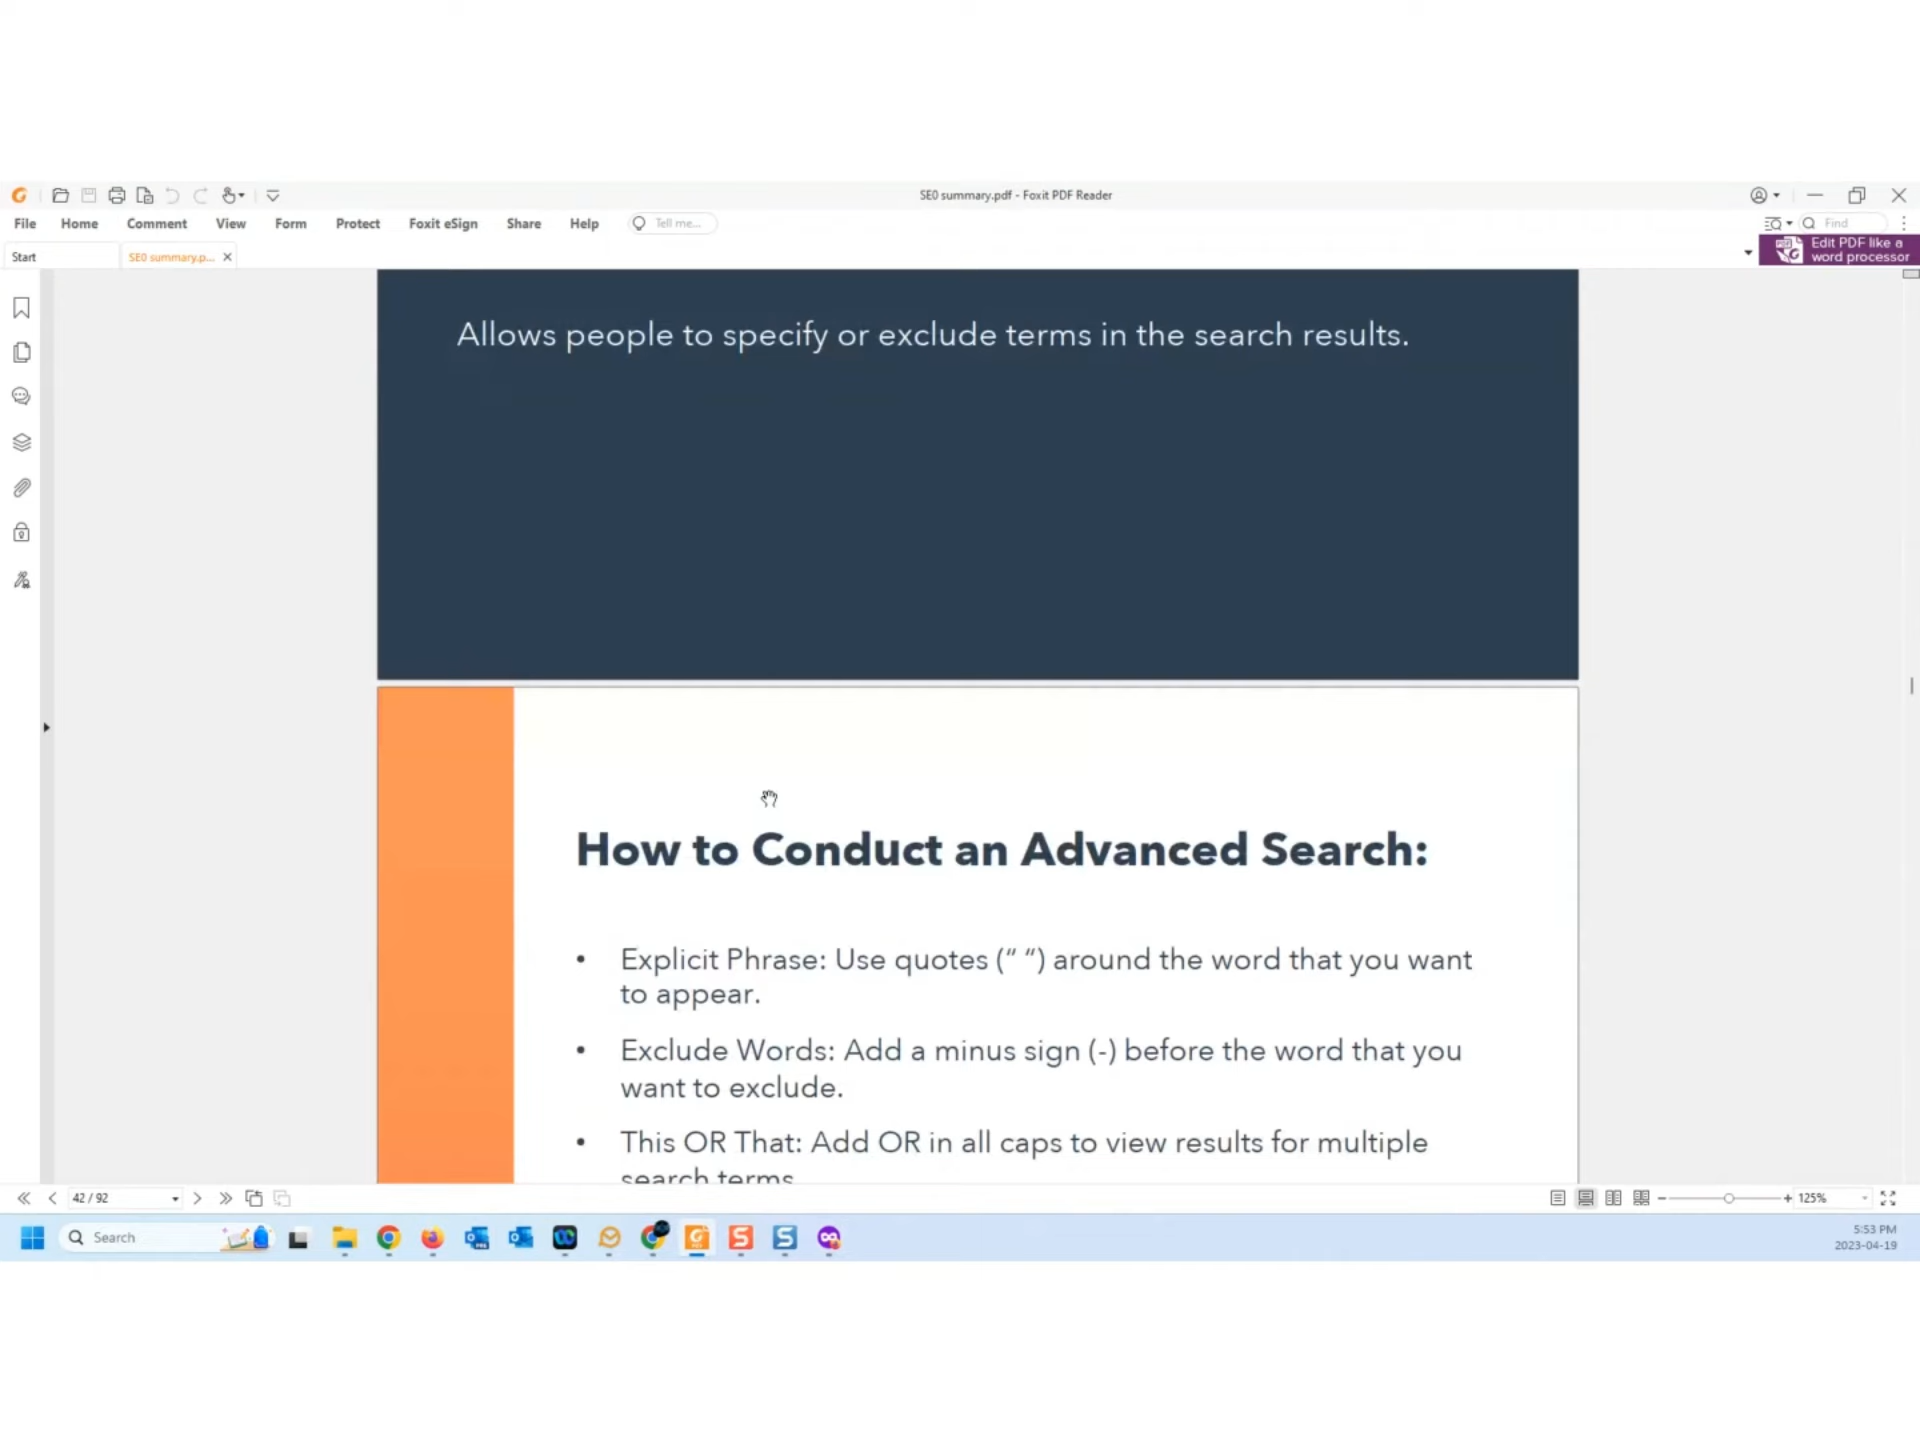 SE0 summary.pdf - Foxit PDF Reader
File Home Comment View Form Protect Foxit eSign Share Help Tell me... Find
Start SE0 summary.p...
Edit PDF like a
word processor
Allows people to specify or exclude terms in the search results.
How to Conduct an Advanced Search:
• Explicit Phrase: Use quotes (“ “) around the word that you want
to appear.
• Exclude Words: Add a minus sign (-) before the word that you
want to exclude.
• This OR That: Add OR in all caps to view results for multiple
search terms
42 / 92 125%
Search
5:53 PM
2023-04-19